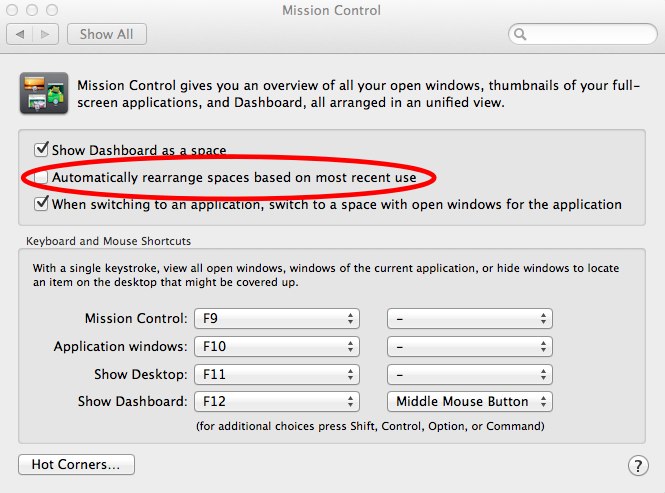 Mission Control
Show All
Mission Control gives you an overview of all your open windows, thumbnails of your full-
screen applications, and Dashboard, all arranged in an unified view.
Show Dashboard as a space
Automatically rearrange spaces based on most recent use
When switching to an application, switch to a space with open windows for the application
Keyboard and Mouse Shortcuts
With a single keystroke, view all open windows, windows of the current application, or hide windows to locate
an item on the desktop that might be covered up.
Mission Control: F9 –
Application windows: F10 –
Show Desktop: F11 –
Show Dashboard: F12 Middle Mouse Button
(for additional choices press Shift, Control, Option, or Command)
Hot Corners... ?